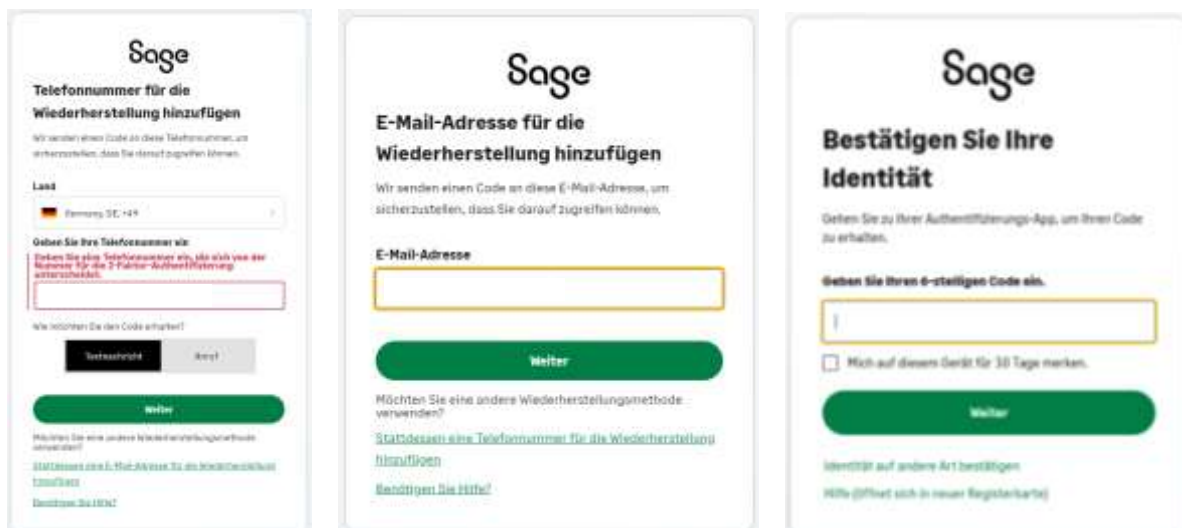 Sage
Telefonnummer für die
Wiederherstellung hinzufügen
Wir senden einen Code an diese Telefonnummer, um
sicherzustellen, dass Sie darauf zugreifen können.
Land
Germany, DE, +49
Geben Sie Ihre Telefonnummer ein
Geben Sie eine Telefonnummer ein, die sich von der
Nummer für die 2-Faktor-Authentifizierung
unterscheidet.
Wie möchten Sie den Code erhalten?
Textnachricht
Anruf
Weiter
Möchten Sie eine andere Wiederherstellungsmethode
verwenden?
Stattdessen eine E-Mail-Adresse für die Wiederherstellung
hinzufügen
Benötigen Sie Hilfe?
Sage
E-Mail-Adresse für die
Wiederherstellung hinzufügen
Wir senden einen Code an diese E-Mail-Adresse, um
sicherzustellen, dass Sie darauf zugreifen können.
E-Mail-Adresse
Weiter
Möchten Sie eine andere Wiederherstellungsmethode
verwenden?
Stattdessen eine Telefonnummer für die Wiederherstellung
hinzufügen
Benötigen Sie Hilfe?
Sage
Bestätigen Sie Ihre
Identität
Gehen Sie zu Ihrer Authentifizierungs-App, um Ihren Code
zu erhalten.
Geben Sie Ihren 6-stelligen Code ein.
Mich auf diesem Gerät für 30 Tage merken.
Weiter
Identität auf andere Art bestätigen
Hilfe (öffnet sich in neuer Registerkarte)